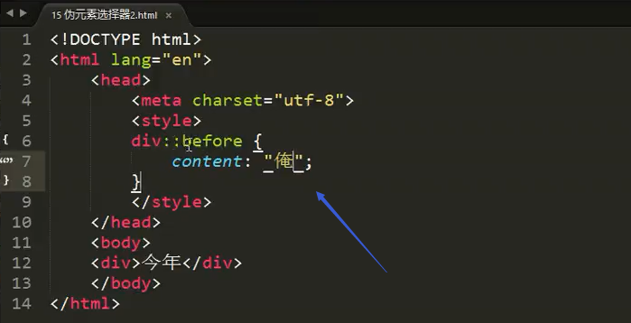 15 伪元素选择器2.html ×
1 <!DOCTYPE html>
2 <html lang="en">
3 <head>
4 <meta charset="utf-8">
5 <style>
6 div::before {
7 content: "俺";
8 }
9 </style>
10 </head>
11 <body>
12 <div>今年</div>
13 </body>
14 </html>